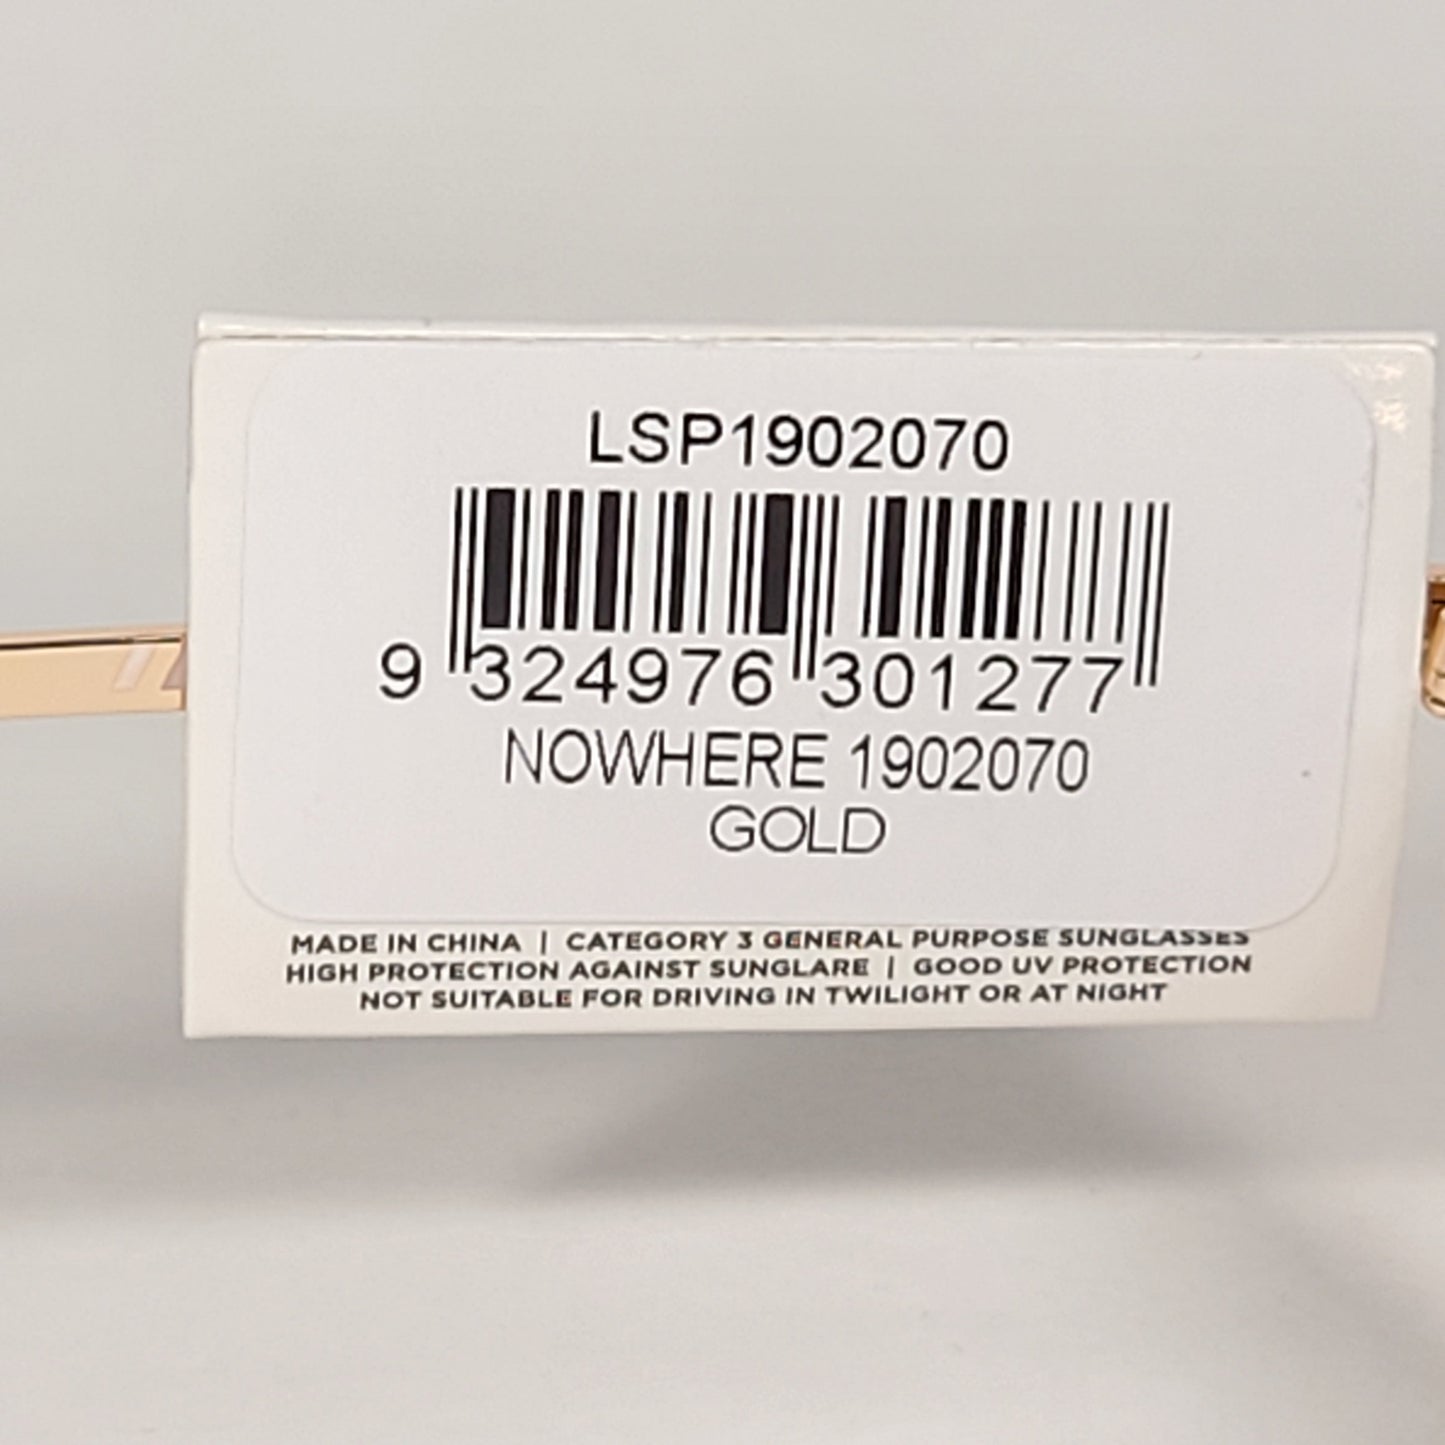 LSP1902070
9 324976 301277
NOWHERE 1902070
GOLD
MADE IN CHINA | CATEGORY 3 GENERAL PURPOSE SUNGLASSES
HIGH PROTECTION AGAINST SUNGLARE | GOOD UV PROTECTION
NOT SUITABLE FOR DRIVING IN TWILIGHT OR AT NIGHT